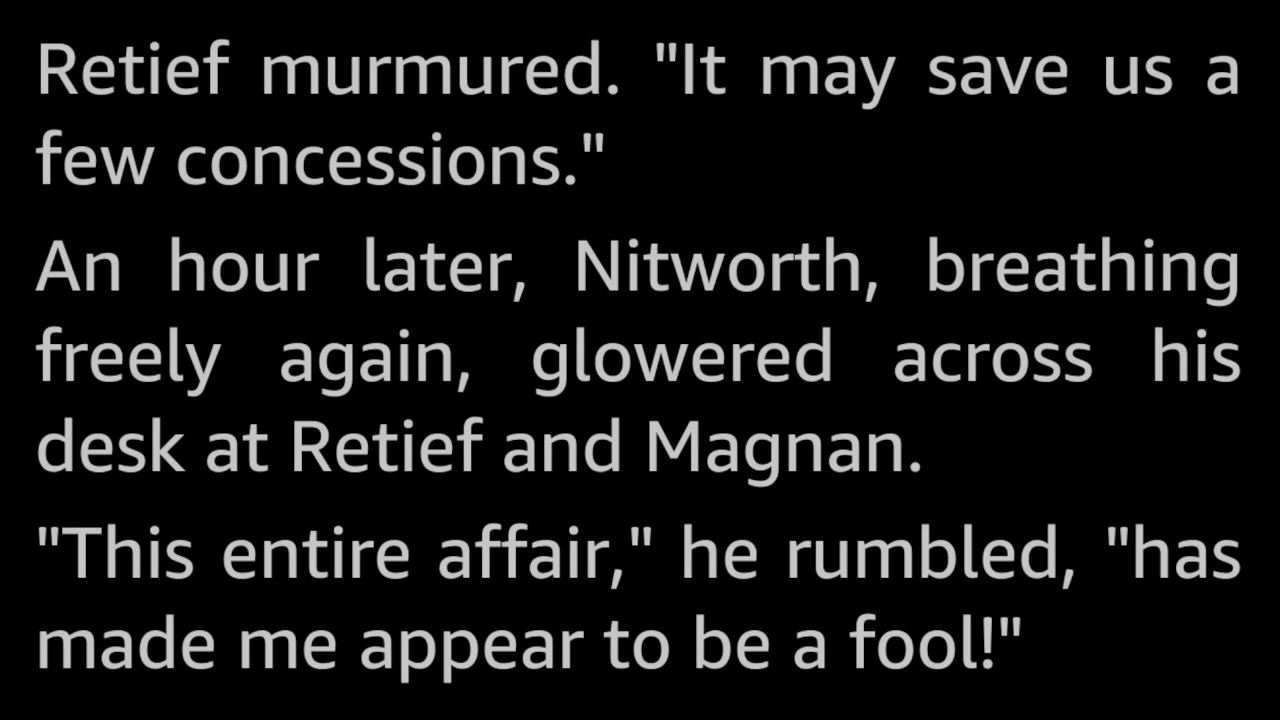 Retief murmured. "It may save us a
few concessions."
An hour later, Nitworth, breathing
freely again, glowered across his
desk at Retief and Magnan.
"This entire affair," he rumbled, "has
made me appear to be a fool!"